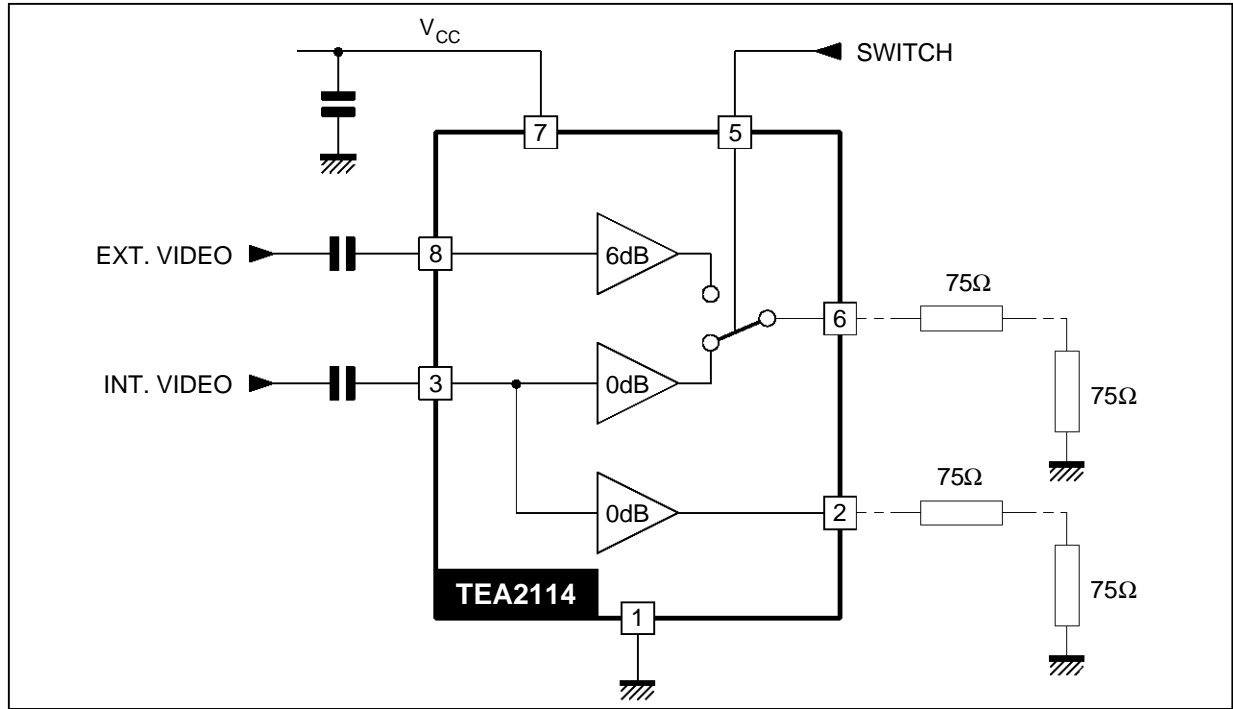 V_CC
SWITCH
7
5
EXT. VIDEO
8
6dB
75Ω
6
INT. VIDEO
3
0dB
75Ω
75Ω
0dB
2
75Ω
TEA2114
1